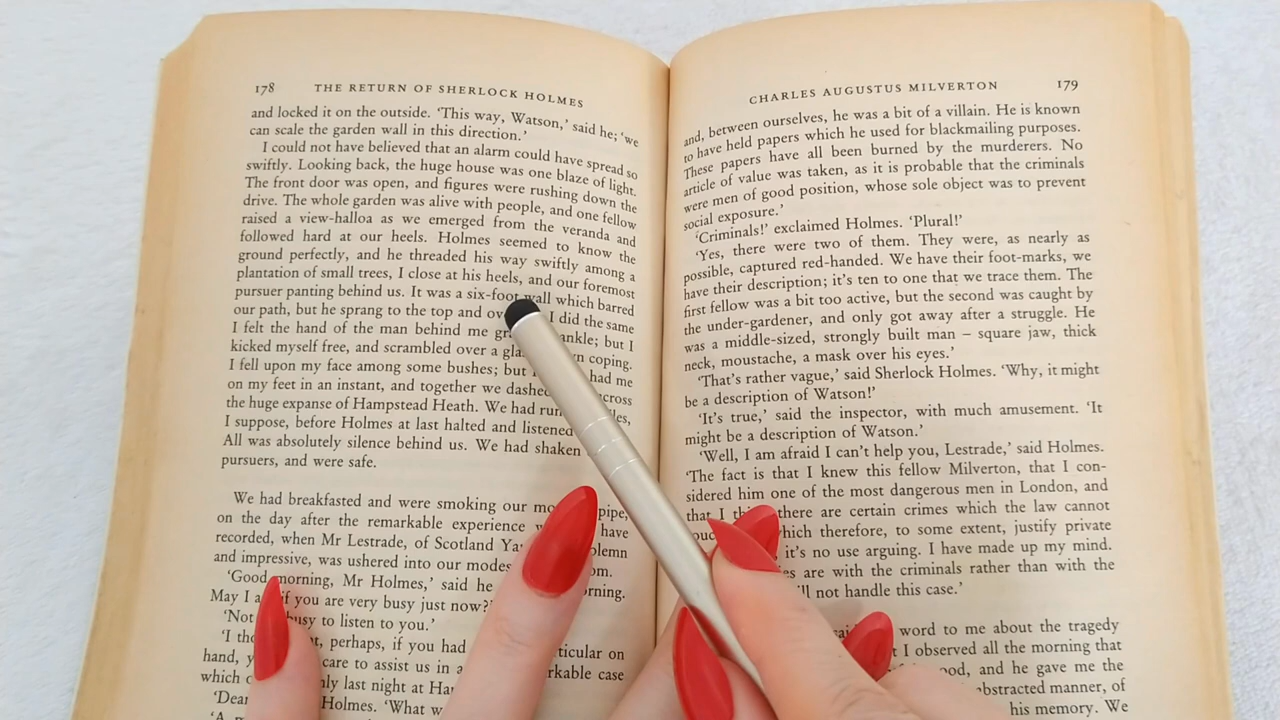 178 THE RETURN OF SHERLOCK HOLMES
and locked it on the outside. ‘This way, Watson,’ said he; ‘we
can scale the garden wall in this direction.’
I could not have believed that an alarm could have spread so
swiftly. Looking back, the huge house was one blaze of light.
The front door was open, and figures were rushing down the
drive. The whole garden was alive with people, and one fellow
raised a view-halloa as we emerged from the veranda and
followed hard at our heels. Holmes seemed to know the
ground perfectly, and he threaded his way swiftly among a
plantation of small trees, I close at his heels, and our foremost
pursuer panting behind us. It was a six-foot wall which barred
our path, but he sprang to the top and I did the same
I felt the hand of the man behind me ankle; but I
kicked myself free, and scrambled over a coping.
I fell upon my face among some bushes; but had me
on my feet in an instant, and together we dashed across
the huge expanse of Hampstead Heath. We had
I suppose, before Holmes at last halted and listened
All was absolutely silence behind us. We had shaken
pursuers, and were safe.
We had breakfasted and were smoking our pipe,
on the day after the remarkable experience have
recorded, when Mr Lestrade, of Scotland
and impressive, was ushered into our
‘Good morning, Mr Holmes,’ said he
May I if you are very busy just now?’
‘Not busy to listen to you.’
‘I perhaps, if you had on
hand, care to assist us in a case
which only last night at
‘Dear Holmes. ‘What
CHARLES AUGUSTUS MILVERTON 179
and, between ourselves, he was a bit of a villain. He is known
to have held papers which he used for blackmailing purposes.
These papers have all been burned by the murderers. No
article of value was taken, as it is probable that the criminals
were men of good position, whose sole object was to prevent
social exposure.’
‘Criminals!’ exclaimed Holmes. ‘Plural!’
‘Yes, there were two of them. They were, as nearly as
possible, captured red-handed. We have their foot-marks, we
have their description; it’s ten to one that we trace them. The
first fellow was a bit too active, but the second was caught by
the under-gardener, and only got away after a struggle. He
was a middle-sized, strongly built man – square jaw, thick
neck, moustache, a mask over his eyes.’
‘That’s rather vague,’ said Sherlock Holmes. ‘Why, it might
be a description of Watson!’
‘It’s true,’ said the inspector, with much amusement. ‘It
might be a description of Watson.’
‘Well, I am afraid I can’t help you, Lestrade,’ said Holmes.
‘The fact is that I knew this fellow Milverton, that I con-
sidered him one of the most dangerous men in London, and
that I there are certain crimes which the law cannot
which therefore, to some extent, justify private
it’s no use arguing. I have made up my mind.
are with the criminals rather than with the
not handle this case.’
word to me about the tragedy
I observed all the morning that
and he gave me the
abstracted manner, of
his memory. We